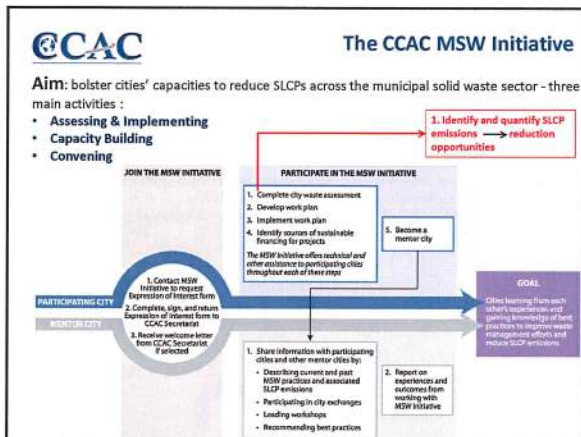 CCAC
The CCAC MSW Initiative
Aim: bolster cities' capacities to reduce SLCPs across the municipal solid waste sector - three
main activities :
• Assessing & Implementing
• Capacity Building
• Convening
1. Identify and quantify SLCP
emissions → reduction
opportunities
JOIN THE MSW INITIATIVE
PARTICIPATE IN THE MSW INITIATIVE
1. Complete city waste assessment
2. Develop work plan
3. Implement work plan
4. Identify sources of sustainable
financing for projects
The MSW Initiative offers technical and
other assistance to participating cities
throughout each of these steps
5. Become a
mentor city
PARTICIPATING CITY
MENTOR CITY
1. Contact MSW
Initiative to request
Expression of Interest form
2. Complete, sign, and return
Expression of Interest form to
CCAC Secretariat
3. Receive welcome letter
from CCAC Secretariat
if selected
GOAL
Cities learning from each
other's experiences and
gaining knowledge of best
practices to improve waste
management efforts and
reduce SLCP emissions
1. Share information with participating
cities and other mentor cities by:
- Describing current and past
MSW practices and associated
SLCP emissions
- Participating in city exchanges
- Leading workshops
- Recommending best practices
2. Report on
experiences and
outcomes from
working with
MSW Initiative